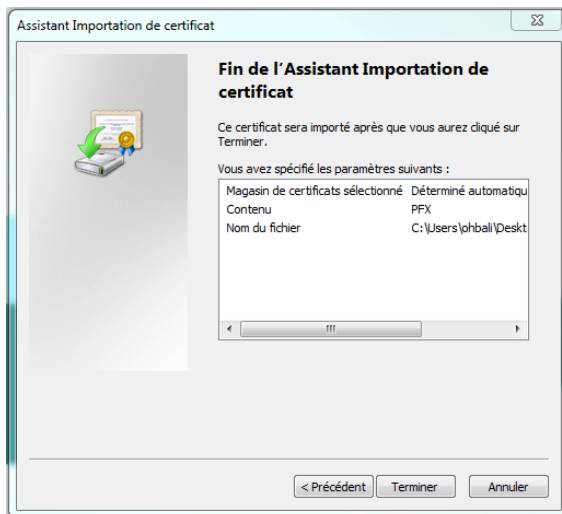 Assistant Importation de certificat
Fin de l'Assistant Importation de
certificat
Ce certificat sera importé après que vous aurez cliqué sur
Terminer.
Vous avez spécifié les paramètres suivants :
Magasin de certificats sélectionné Déterminé automatiqu
Contenu PFX
Nom du fichier C:\Users\ohbali\Deskt
< Précédent Terminer Annuler